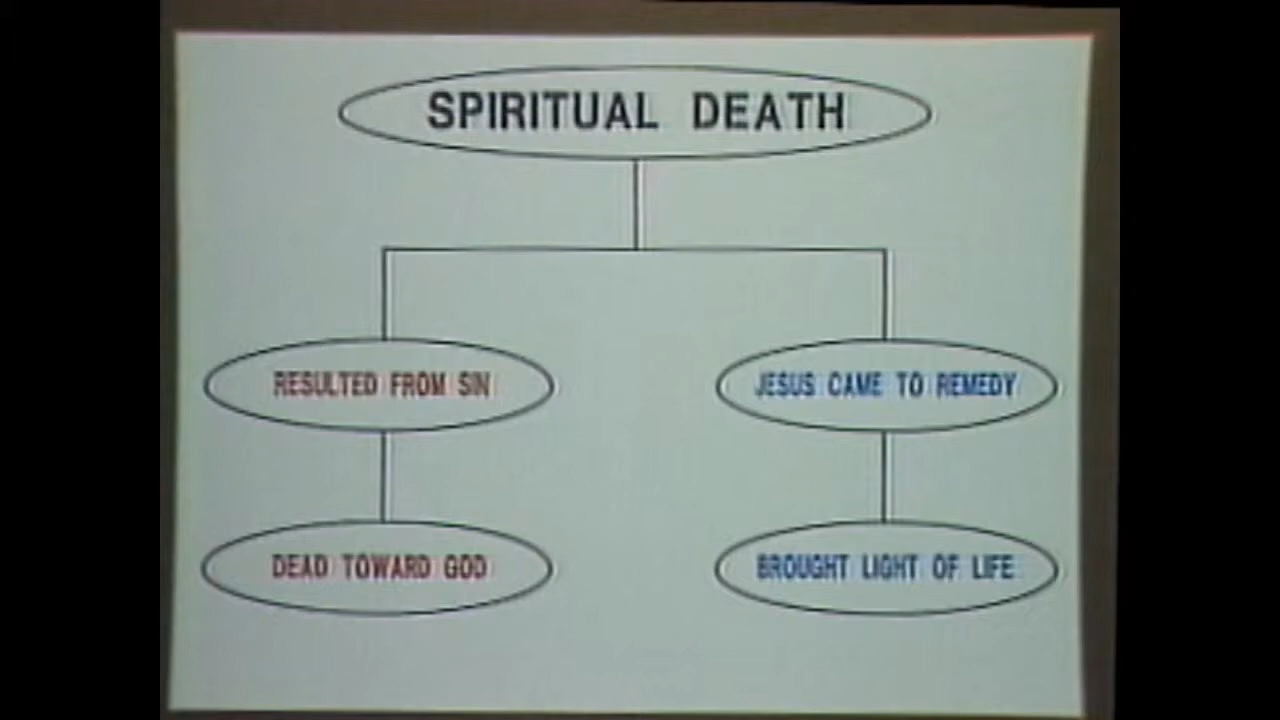 SPIRITUAL DEATH
RESULTED FROM SIN
JESUS CAME TO REMEDY
DEAD TOWARD GOD
BROUGHT LIGHT OF LIFE